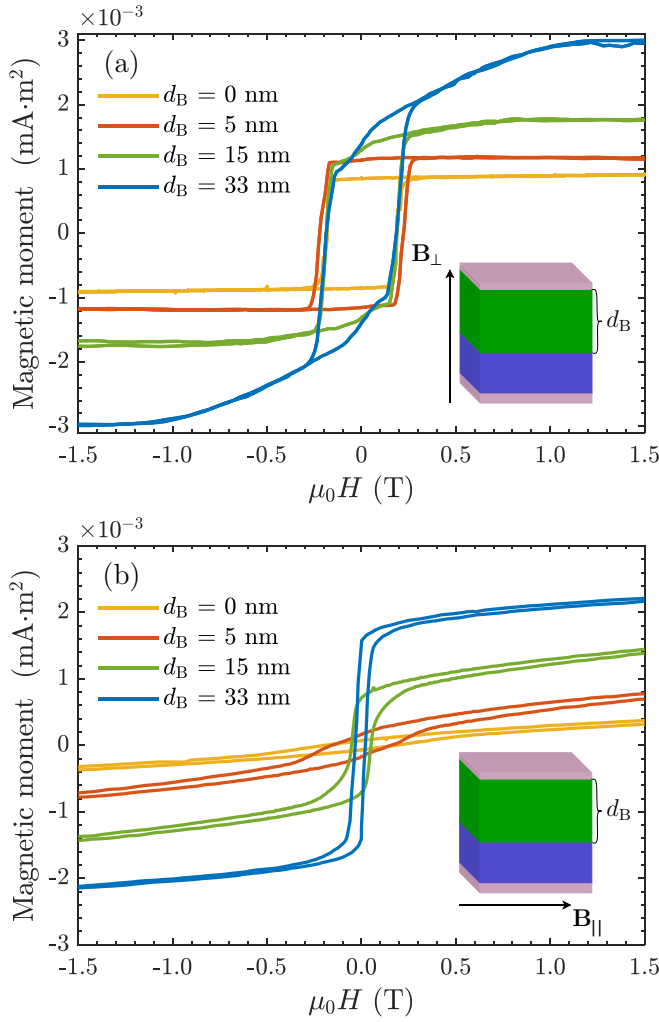 ×10⁻³
(a)
d_B = 0 nm
d_B = 5 nm
d_B = 15 nm
d_B = 33 nm
Magnetic moment (mA·m²)
3
2
1
0
-1
-2
-3
B⊥
d_B
-1.5 -1.0 -0.5 0 0.5 1.0 1.5
μ₀H (T)
×10⁻³
(b)
d_B = 0 nm
d_B = 5 nm
d_B = 15 nm
d_B = 33 nm
Magnetic moment (mA·m²)
3
2
1
0
-1
-2
-3
d_B
B||
-1.5 -1.0 -0.5 0.0 0.5 1.0 1.5
μ₀H (T)